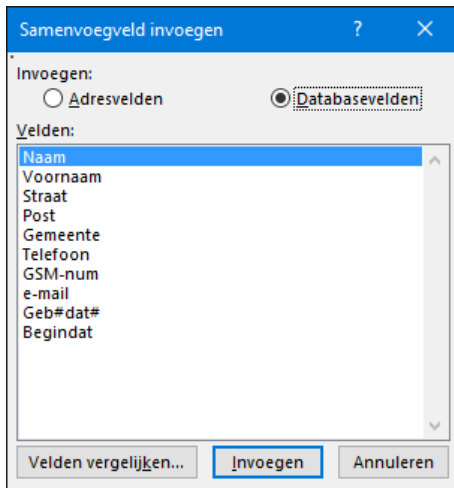 Samenvoegveld invoegen ? ×
Invoegen:
Adresvelden Databasevelden
Velden:
Naam
Voornaam
Straat
Post
Gemeente
Telefoon
GSM-num
e-mail
Geb#dat#
Begindat
Velden vergelijken... Invoegen Annuleren